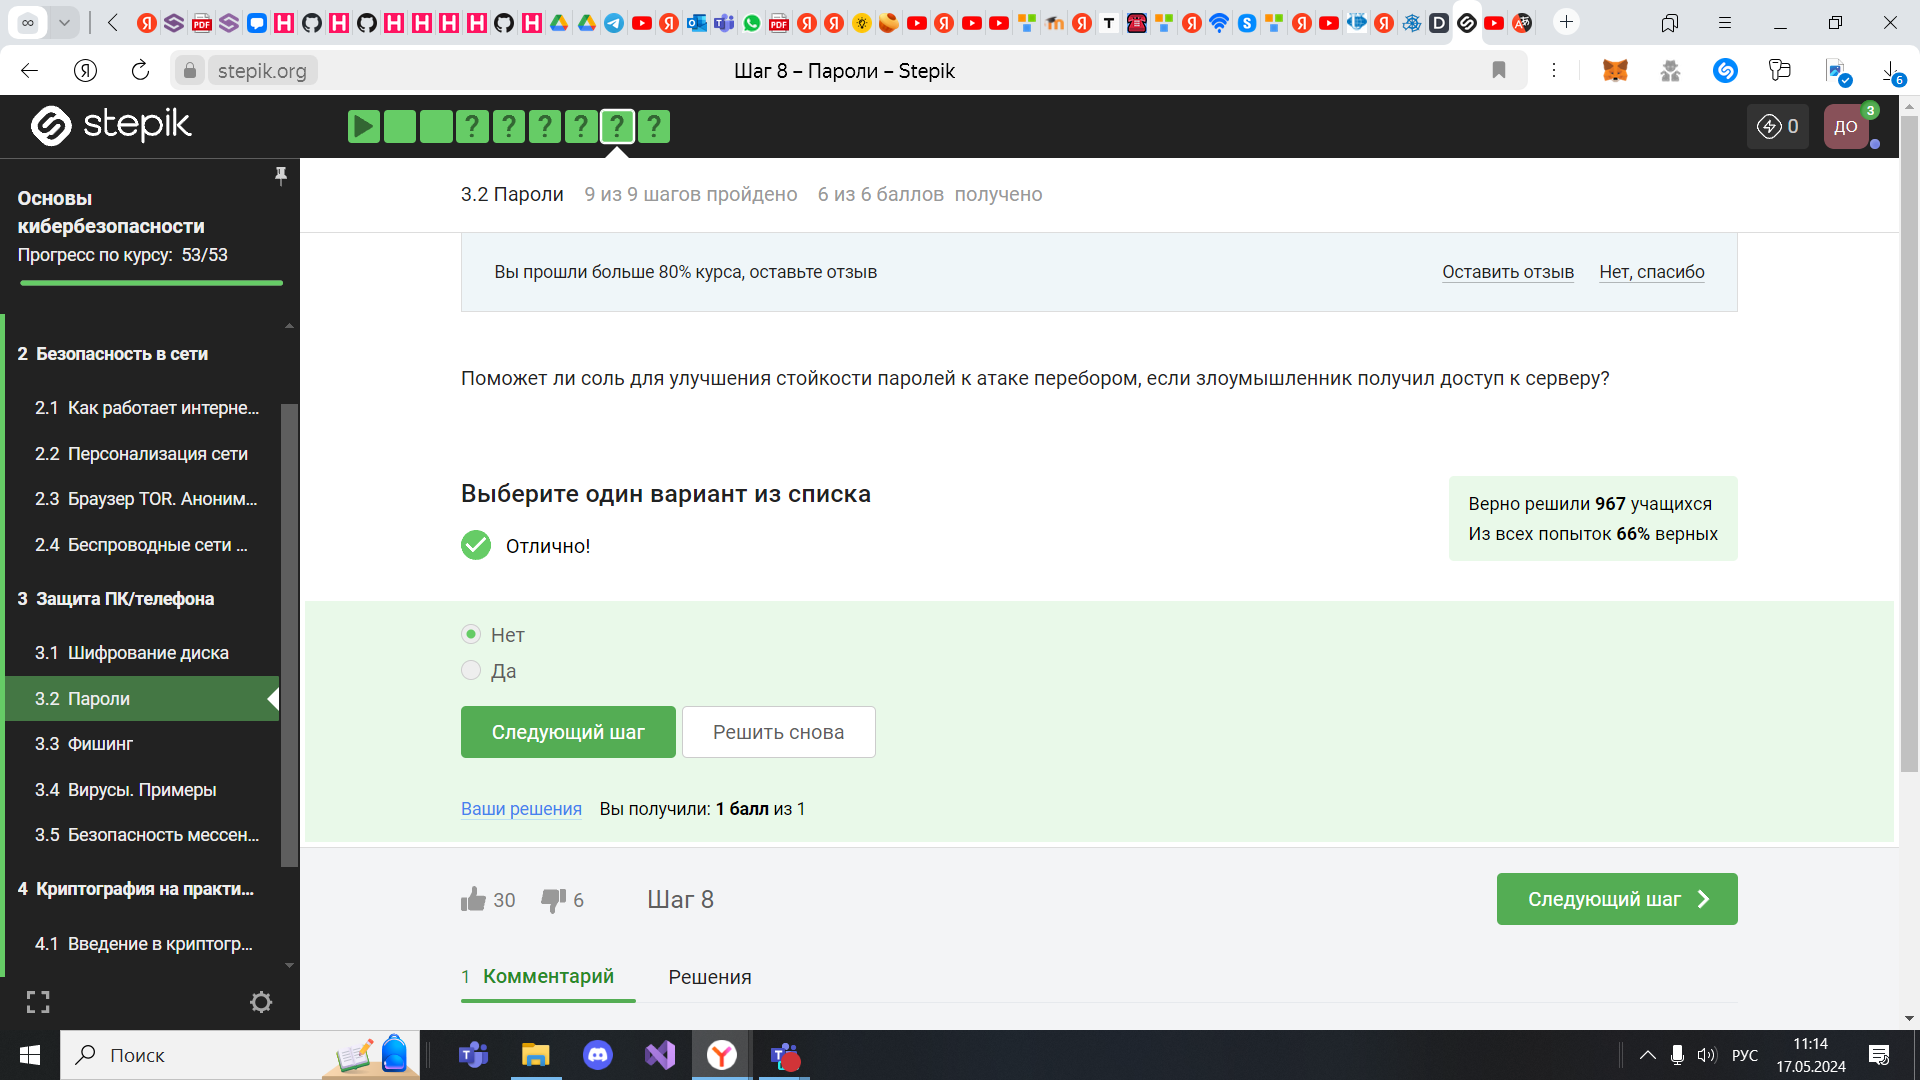 stepik.org
Шаг 8 – Пароли – Stepik
6
stepik
? ? ? ? ? ?
0
ДО
3
Основы
кибербезопасности
Прогресс по курсу: 53/53
2 Безопасность в сети
2.1 Как работает интерне...
2.2 Персонализация сети
2.3 Браузер TOR. Аноним...
2.4 Беспроводные сети ...
3 Защита ПК/телефона
3.1 Шифрование диска
3.2 Пароли
3.3 Фишинг
3.4 Вирусы. Примеры
3.5 Безопасность мессен...
4 Криптография на практи...
4.1 Введение в криптогр...
3.2 Пароли 9 из 9 шагов пройдено 6 из 6 баллов получено
Вы прошли больше 80% курса, оставьте отзыв
Оставить отзыв Нет, спасибо
Поможет ли соль для улучшения стойкости паролей к атаке перебором, если злоумышленник получил доступ к серверу?
Выберите один вариант из списка
Отлично!
Верно решили 967 учащихся
Из всех попыток 66% верных
Нет
Да
Следующий шаг Решить снова
Ваши решения Вы получили: 1 балл из 1
30 6 Шаг 8
Следующий шаг
1 Комментарий Решения
Поиск
РУС
11:14
17.05.2024